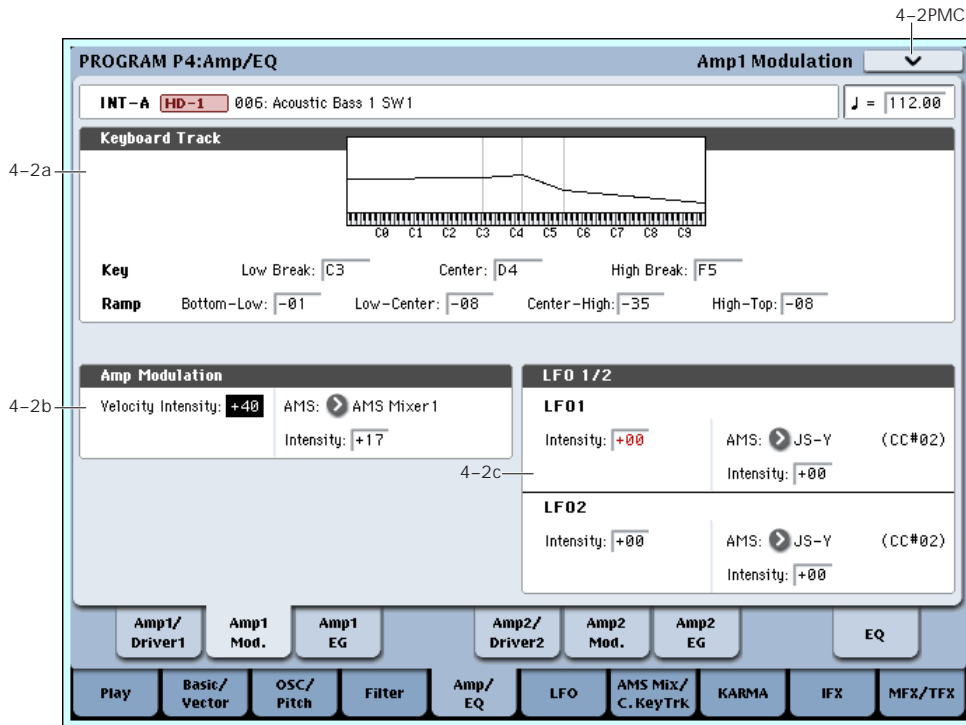 4-2PMC
PROGRAM P4:Amp/EQ
Amp1 Modulation
INT-A HD-1 006: Acoustic Bass 1 SW1
♩ = 112.00
Keyboard Track
4-2a
C0 C1 C2 C3 C4 C5 C6 C7 C8 C9
Key Low Break: C3 Center: D4 High Break: F5
Ramp Bottom-Low: -01 Low-Center: -08 Center-High: -35 High-Top: -08
Amp Modulation
4-2b
Velocity Intensity: +40 AMS: AMS Mixer1
Intensity: +17
LFO 1/2
LFO1
Intensity: +00 AMS: JS-Y (CC#02)
4-2c
Intensity: +00
LFO2
Intensity: +00 AMS: JS-Y (CC#02)
Intensity: +00
Amp1/
Driver1
Amp1
Mod.
Amp1
EG
Amp2/
Driver2
Amp2
Mod.
Amp2
EG
EQ
Play
Basic/
Vector
OSC/
Pitch
Filter
Amp/
EQ
LFO
AMS Mix/
C.KeyTrk
KARMA
IFX
MFX/TFX